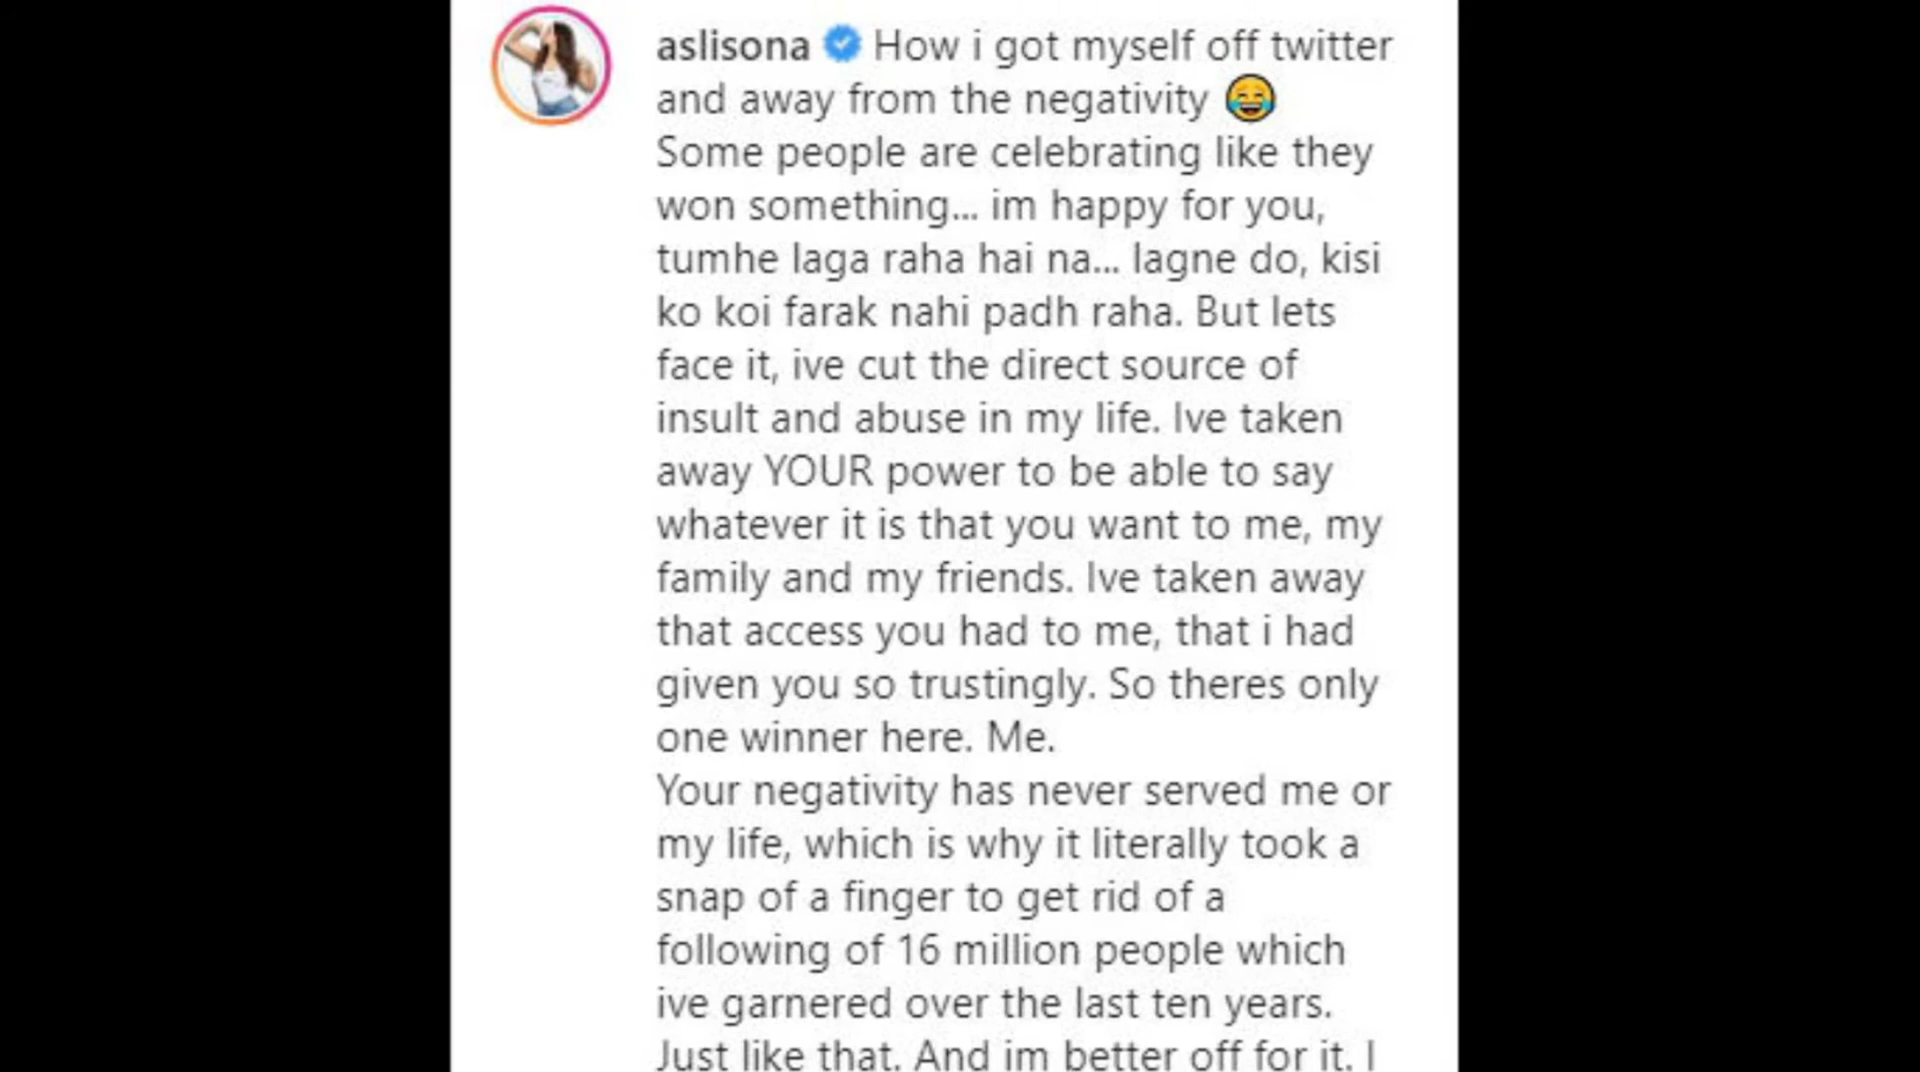 aslisona How i got myself off twitter
and away from the negativity 😂
Some people are celebrating like they
won something... im happy for you,
tumhe laga raha hai na... lagne do, kisi
ko koi farak nahi padh raha. But lets
face it, ive cut the direct source of
insult and abuse in my life. Ive taken
away YOUR power to be able to say
whatever it is that you want to me, my
family and my friends. Ive taken away
that access you had to me, that i had
given you so trustingly. So theres only
one winner here. Me.
Your negativity has never served me or
my life, which is why it literally took a
snap of a finger to get rid of a
following of 16 million people which
ive garnered over the last ten years.
Just like that. And im better off for it. I